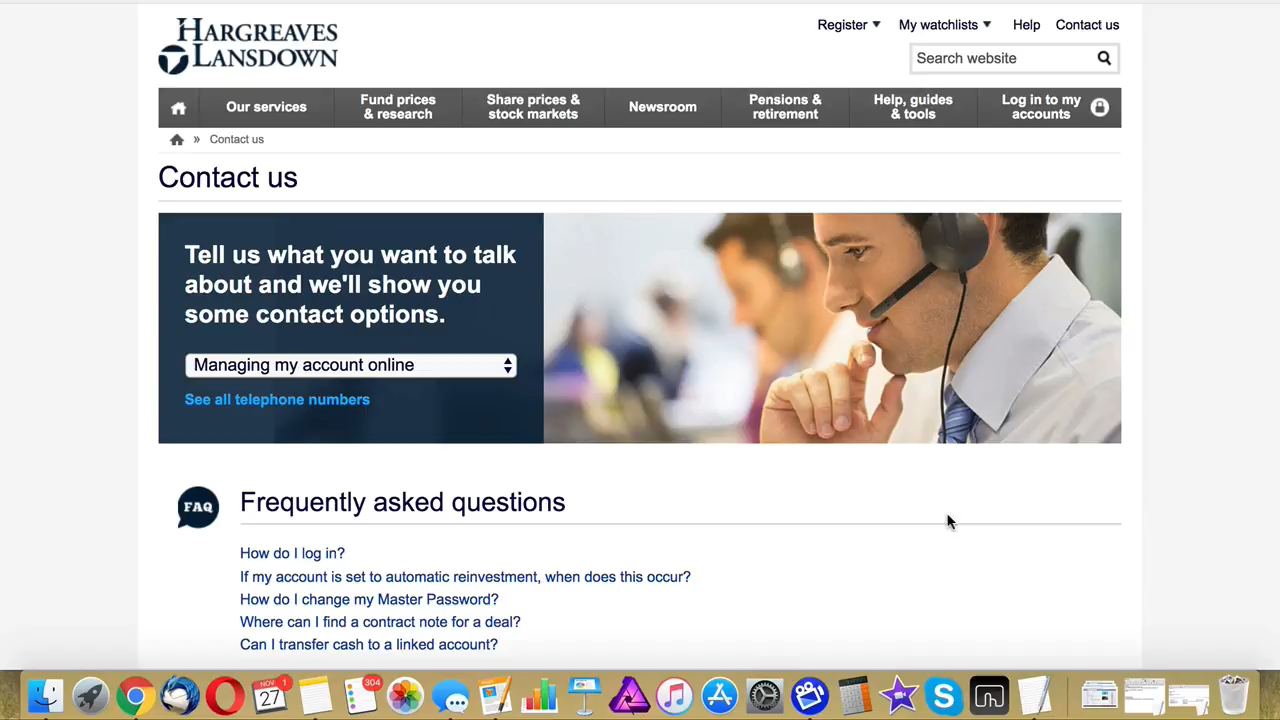 HARGREAVES
LANSDOWN
Register
My watchlists
Help
Contact us
Search website
Our services
Fund prices
& research
Share prices &
stock markets
Newsroom
Pensions &
retirement
Help, guides
& tools
Log in to my
accounts
» Contact us
Contact us
Tell us what you want to talk
about and we'll show you
some contact options.
Managing my account online
See all telephone numbers
FAQ
Frequently asked questions
How do I log in?
If my account is set to automatic reinvestment, when does this occur?
How do I change my Master Password?
Where can I find a contract note for a deal?
Can I transfer cash to a linked account?
NOV 1
27
304